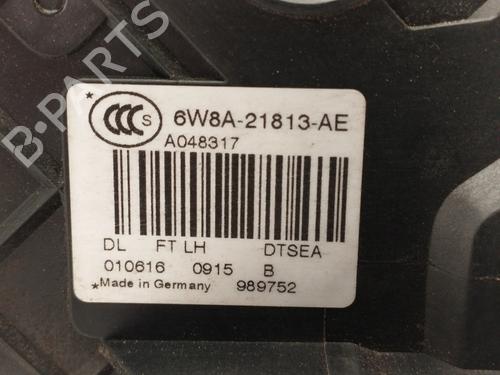 B-PARTS
CCC S 6W8A-21813-AE
A048317
DL FT LH DTSEA
010616 0915 B
*Made in Germany 989752